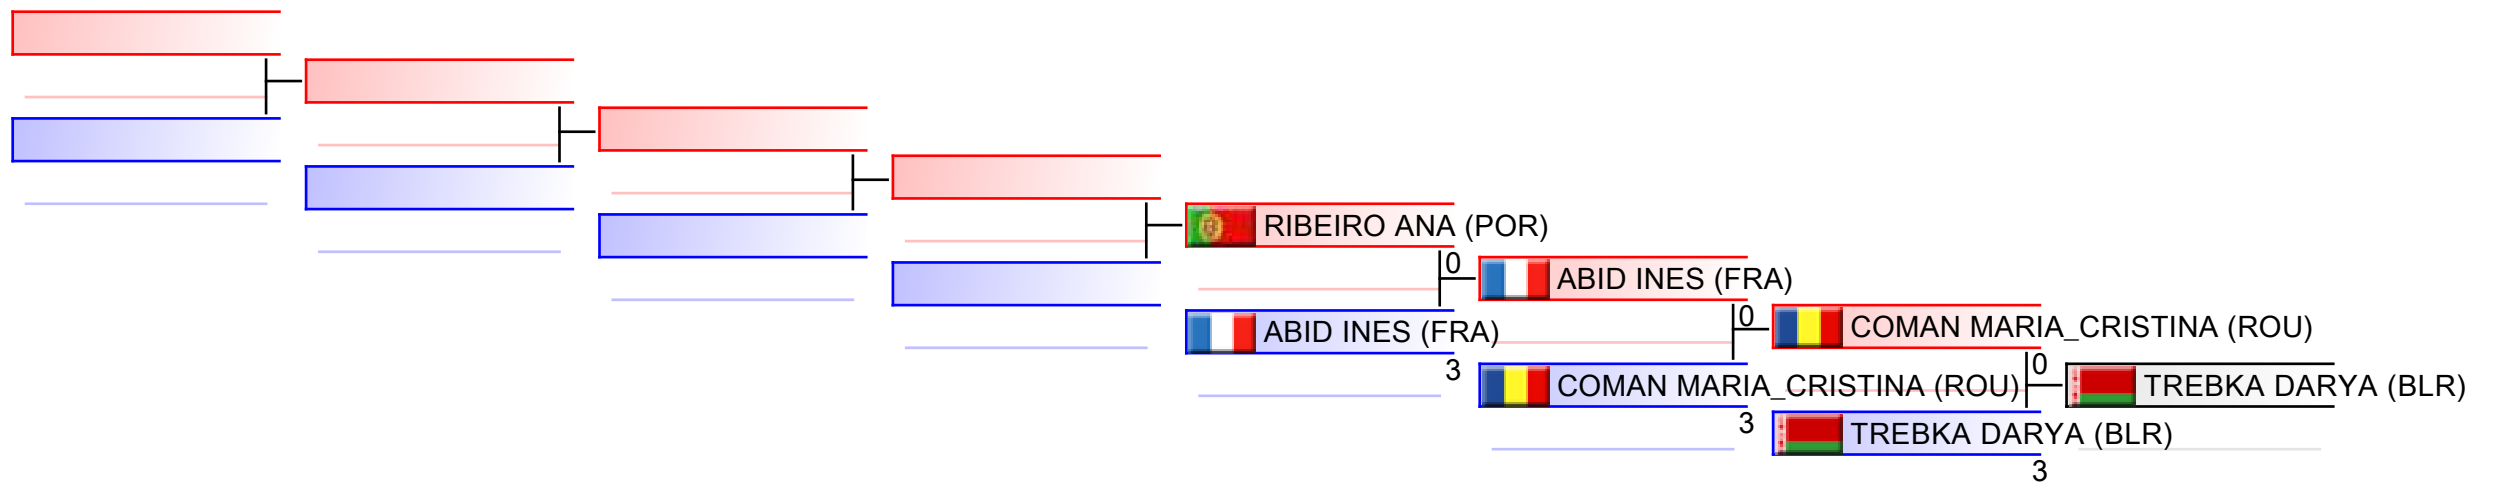 RIBEIRO ANA (POR)
0
ABID INES (FRA)
ABID INES (FRA)
3
0
COMAN MARIA_CRISTINA (ROU)
COMAN MARIA_CRISTINA (ROU)
3
0
TREBKA DARYA (BLR)
TREBKA DARYA (BLR)
3